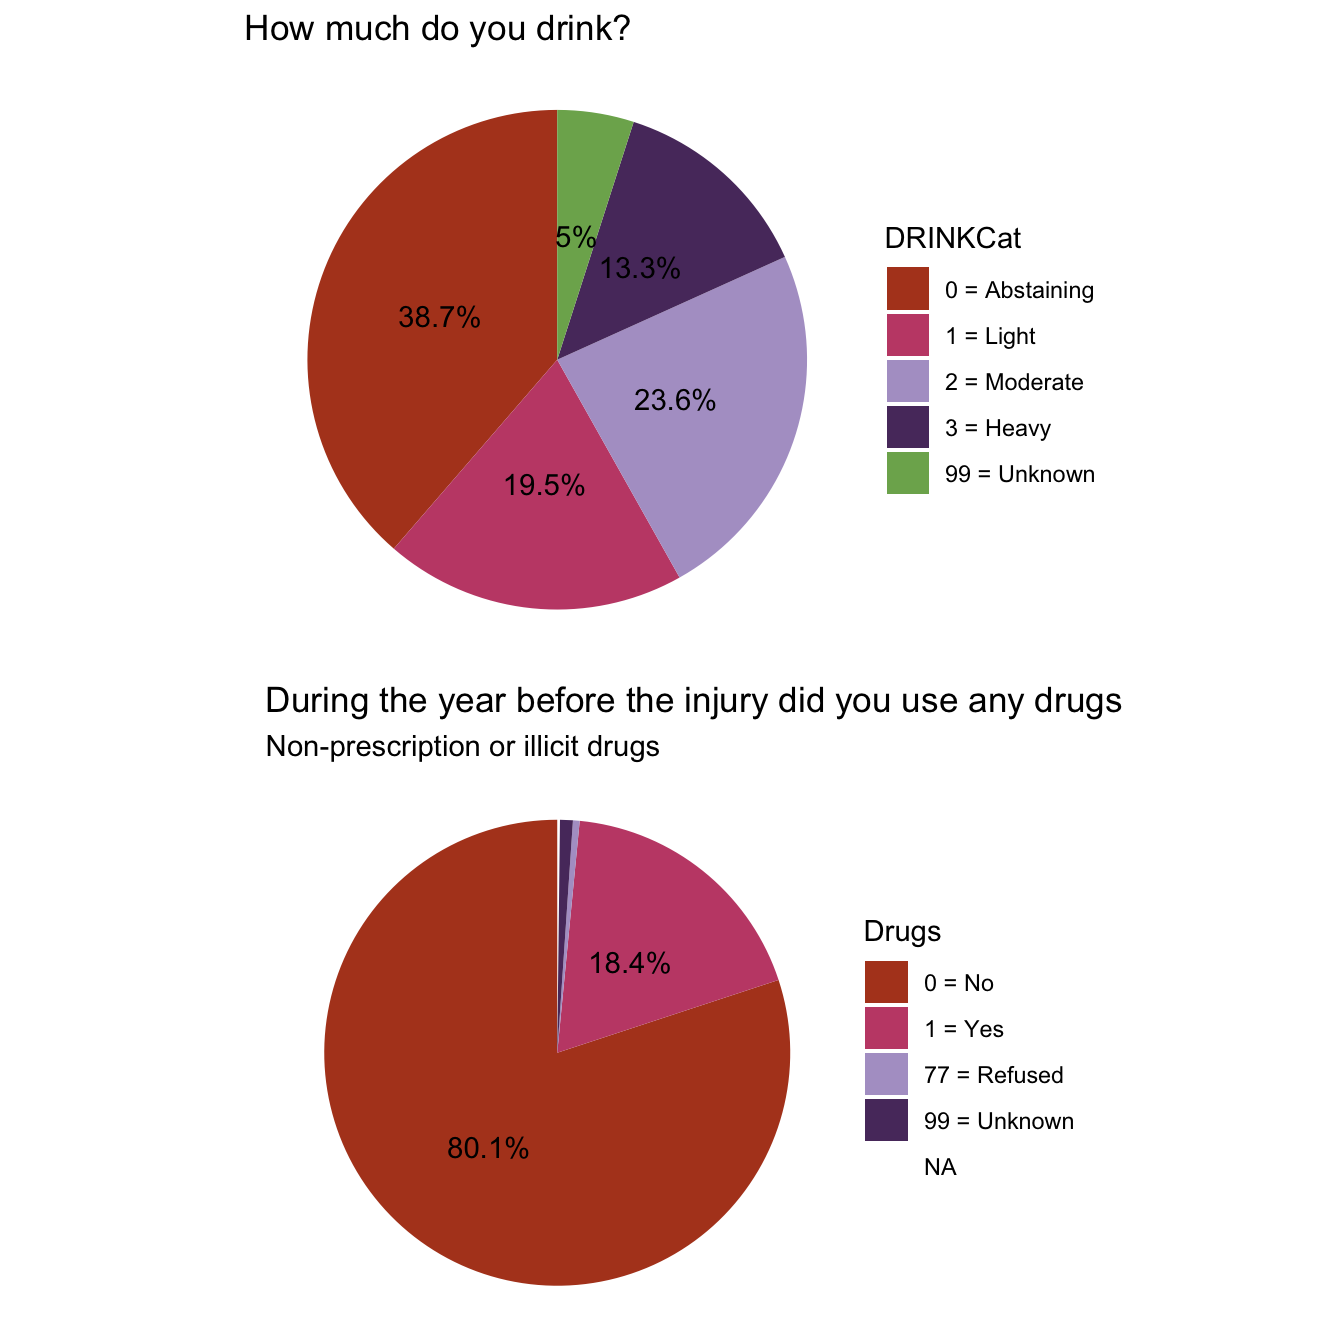 How much do you drink?
5%
13.3%
38.7%
23.6%
19.5%
DRINKCat
0 = Abstaining
1 = Light
2 = Moderate
3 = Heavy
99 = Unknown
During the year before the injury did you use any drugs
Non-prescription or illicit drugs
18.4%
80.1%
Drugs
0 = No
1 = Yes
77 = Refused
99 = Unknown
NA